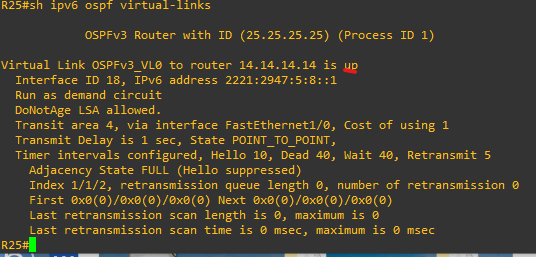 R25#sh ipv6 ospf virtual-links
OSPFv3 Router with ID (25.25.25.25) (Process ID 1)
Virtual Link OSPFv3_VL0 to router 14.14.14.14 is up
Interface ID 18, IPv6 address 2221:2947:5:8::1
Run as demand circuit
DoNotAge LSA allowed.
Transit area 4, via interface FastEthernet1/0, Cost of using 1
Transmit Delay is 1 sec, State POINT_TO_POINT,
Timer intervals configured, Hello 10, Dead 40, Wait 40, Retransmit 5
Adjacency State FULL (Hello suppressed)
Index 1/1/2, retransmission queue length 0, number of retransmission 0
First 0x0(0)/0x0(0)/0x0(0) Next 0x0(0)/0x0(0)/0x0(0)
Last retransmission scan length is 0, maximum is 0
Last retransmission scan time is 0 msec, maximum is 0 msec
R25#